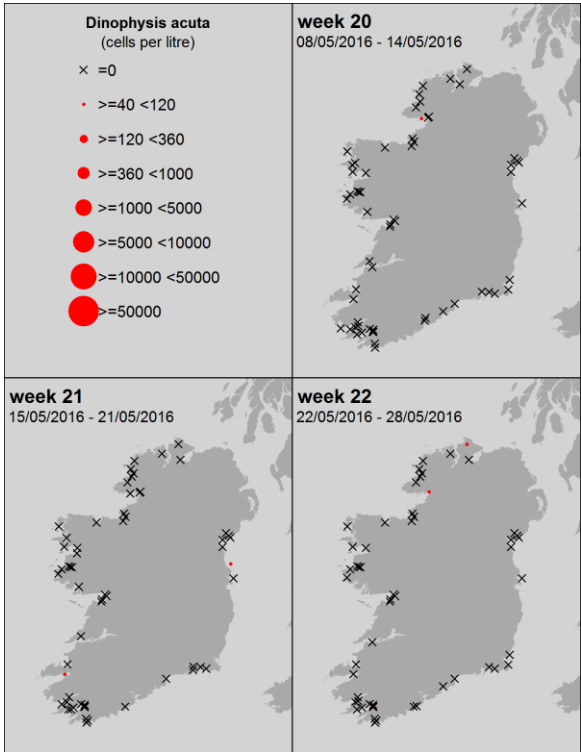 Dinophysis acuta
(cells per litre)
=0
>=40 <120
>=120 <360
>=360 <1000
>=1000 <5000
>=5000 <10000
>=10000 <50000
>=50000
week 20
08/05/2016 - 14/05/2016
week 21
15/05/2016 - 21/05/2016
week 22
22/05/2016 - 28/05/2016